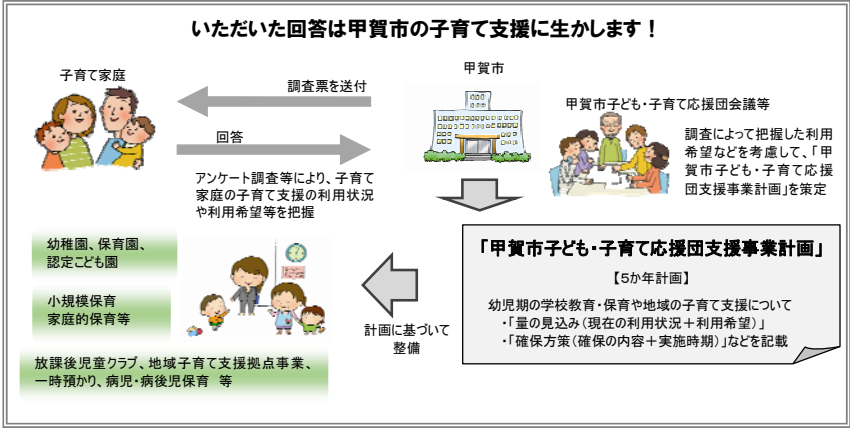 いただいた回答は甲賀市の子育て支援に生かします！
子育て家庭
調査票を送付
甲賀市
回答
甲賀市子ども・子育て応援団会議等
調査によって把握した利用
希望などを考慮して、「甲
賀市子ども・子育て応援
団支援事業計画」を策定
アンケート調査等により、子育て
家庭の子育て支援の利用状況
や利用希望等を把握
「甲賀市子ども・子育て応援団支援事業計画」
【5か年計画】
幼児期の学校教育・保育や地域の子育て支援について
・「量の見込み（現在の利用状況＋利用希望）」
・「確保方策（確保の内容＋実施時期）」などを記載
計画に基づいて
整備
幼稚園、保育園、
認定こども園
小規模保育
家庭的保育等
放課後児童クラブ、地域子育て支援拠点事業、
一時預かり、病児・病後児保育 等